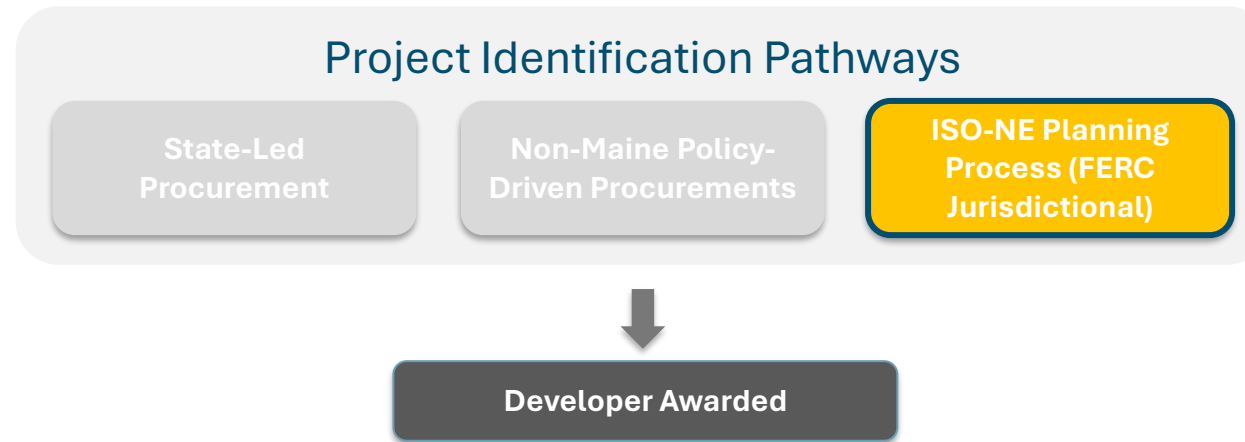 Project Identification Pathways
State-Led
Procurement
Non-Maine Policy-
Driven Procurements
ISO-NE Planning
Process (FERC
Jurisdictional)
Developer Awarded